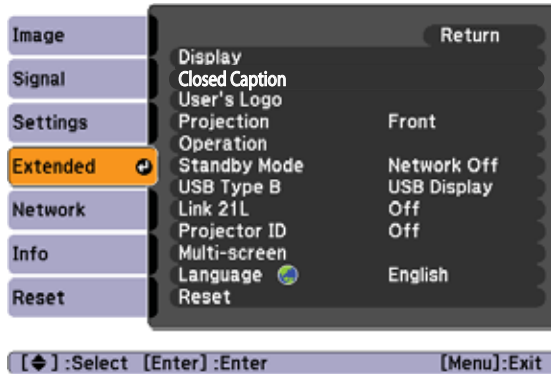 Image
Signal
Settings
Extended
Network
Info
Reset
Return
Display
Closed Caption
User's Logo
Projection Front
Operation
Standby Mode Network Off
USB Type B USB Display
Link 21L Off
Projector ID Off
Multi-screen
Language English
Reset
[◆] :Select [Enter] :Enter [Menu]:Exit